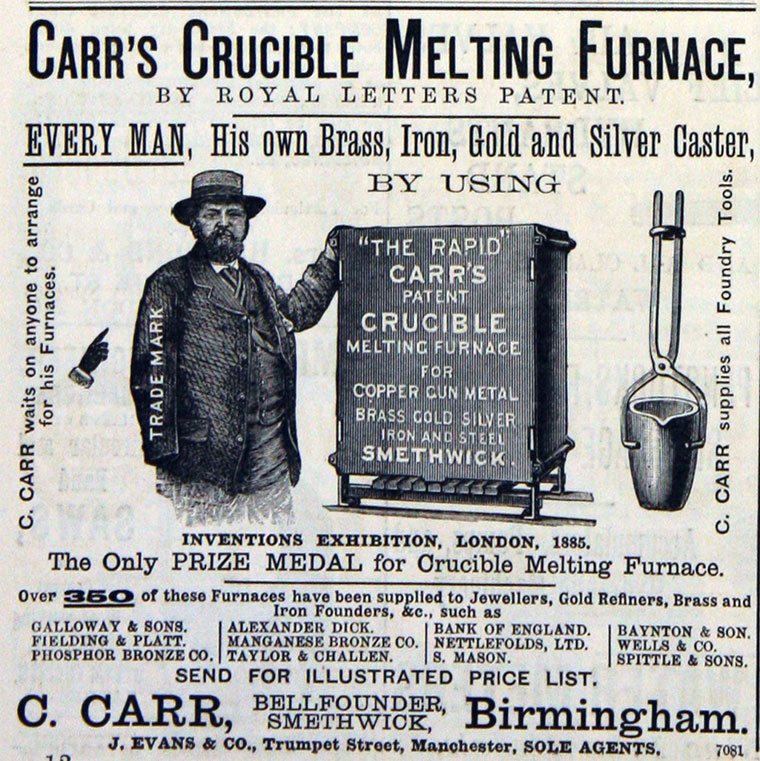 CARR'S CRUCIBLE MELTING FURNACE,
BY ROYAL LETTERS PATENT.
EVERY MAN, His own Brass, Iron, Gold and Silver Caster,
BY USING
C. CARR waits on anyone to arrange
for his Furnaces.
TRADE MARK
"THE RAPID"
CARR'S
PATENT
CRUCIBLE
MELTING FURNACE
FOR
COPPER GUN METAL
BRASS GOLD SILVER
IRON AND STEEL
SMETHWICK.
C. CARR supplies all Foundry Tools.
INVENTIONS EXHIBITION, LONDON, 1885.
The Only PRIZE MEDAL for Crucible Melting Furnace.
Over 350 of these Furnaces have been supplied to Jewellers, Gold Refiners, Brass and
Iron Founders, &c., such as
GALLOWAY & SONS.
FIELDING & PLATT.
PHOSPHOR BRONZE CO.
ALEXANDER DICK.
MANGANESE BRONZE CO.
TAYLOR & CHALLEN.
BANK OF ENGLAND.
NETTLEFOLDS, LTD.
S. MASON.
BAYNTON & SON.
WELLS & CO.
SPITTLE & SONS.
SEND FOR ILLUSTRATED PRICE LIST.
C. CARR, BELLFOUNDER, SMETHWICK, Birmingham.
J. EVANS & CO., Trumpet Street, Manchester, SOLE AGENTS.
7081